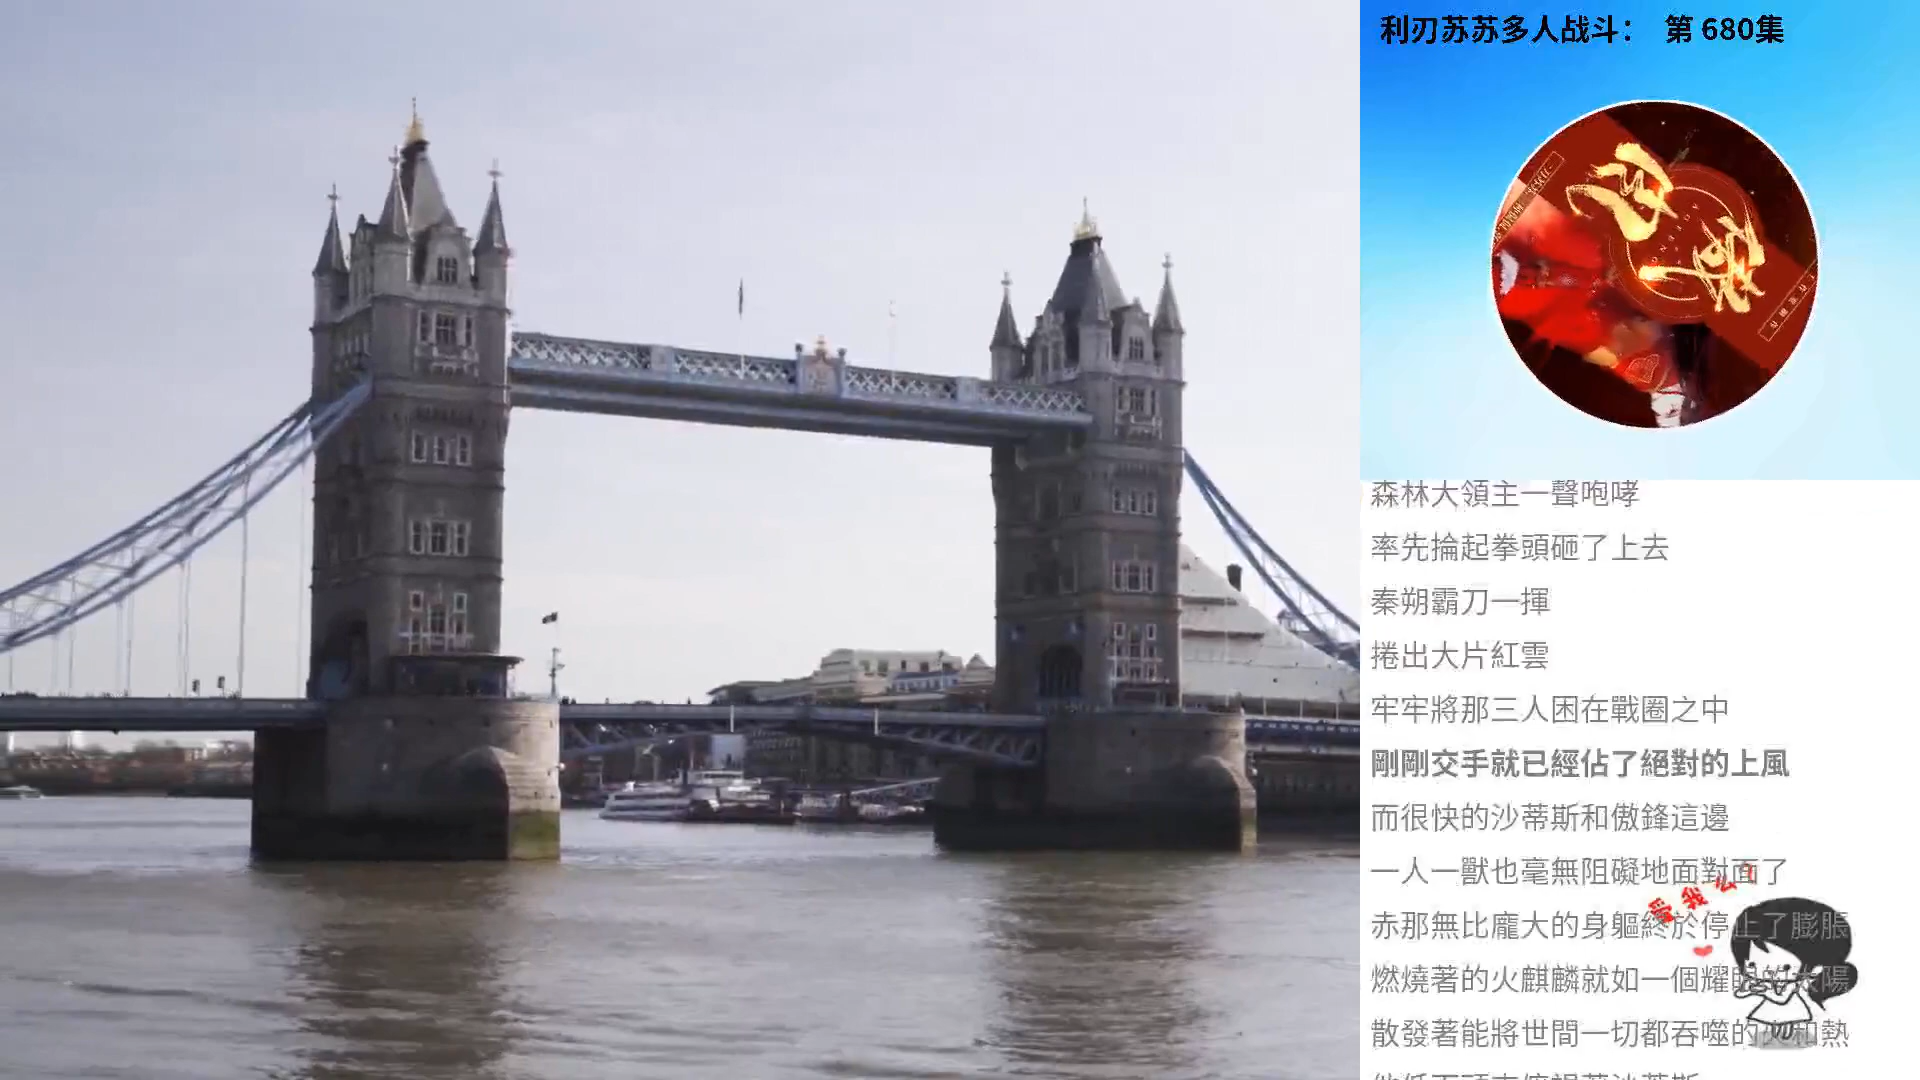 利刃苏苏多人战斗： 第 680集
森林大領主一聲咆哮
率先掄起拳頭砸了上去
秦朔霸刀一揮
捲出大片紅雲
牢牢將那三人困在戰圈之中
剛剛交手就已經佔了絕對的上風
而很快的沙蒂斯和傲鋒這邊
一人一獸也毫無阻礙地面對面了
爱我么？
赤那無比龐大的身軀終於停止了膨脹
燃燒著的火麒麟就如一個耀眼的太陽
散發著能將世間一切都吞噬的火和熱